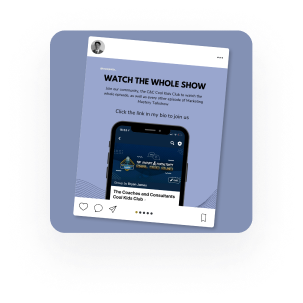 WATCH THE WHOLE SHOW
Join our community, the C&C Cool Kids Club to watch the
whole episode, as well as every other episode of Marketing
Mastery Takedown.
Click the link in my bio to join us
The Coaches and Consultants
Cool Kids Club